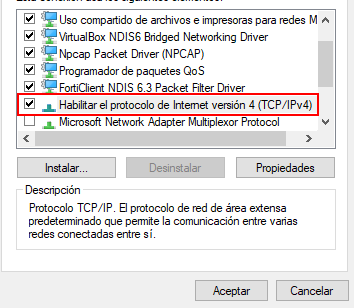 Uso compartido de archivos e impresoras para redes M
VirtualBox NDIS6 Bridged Networking Driver
Npcap Packet Driver (NPCAP)
Programador de paquetes QoS
FortiClient NDIS 6.3 Packet Filter Driver
Habilitar el protocolo de Internet versión 4 (TCP/IPv4)
Microsoft Network Adapter Multiplexor Protocol
Instalar...
Desinstalar
Propiedades
Descripción
Protocolo TCP/IP. El protocolo de red de área extensa
predeterminado que permite la comunicación entre varias
redes conectadas entre sí.
Aceptar
Cancelar